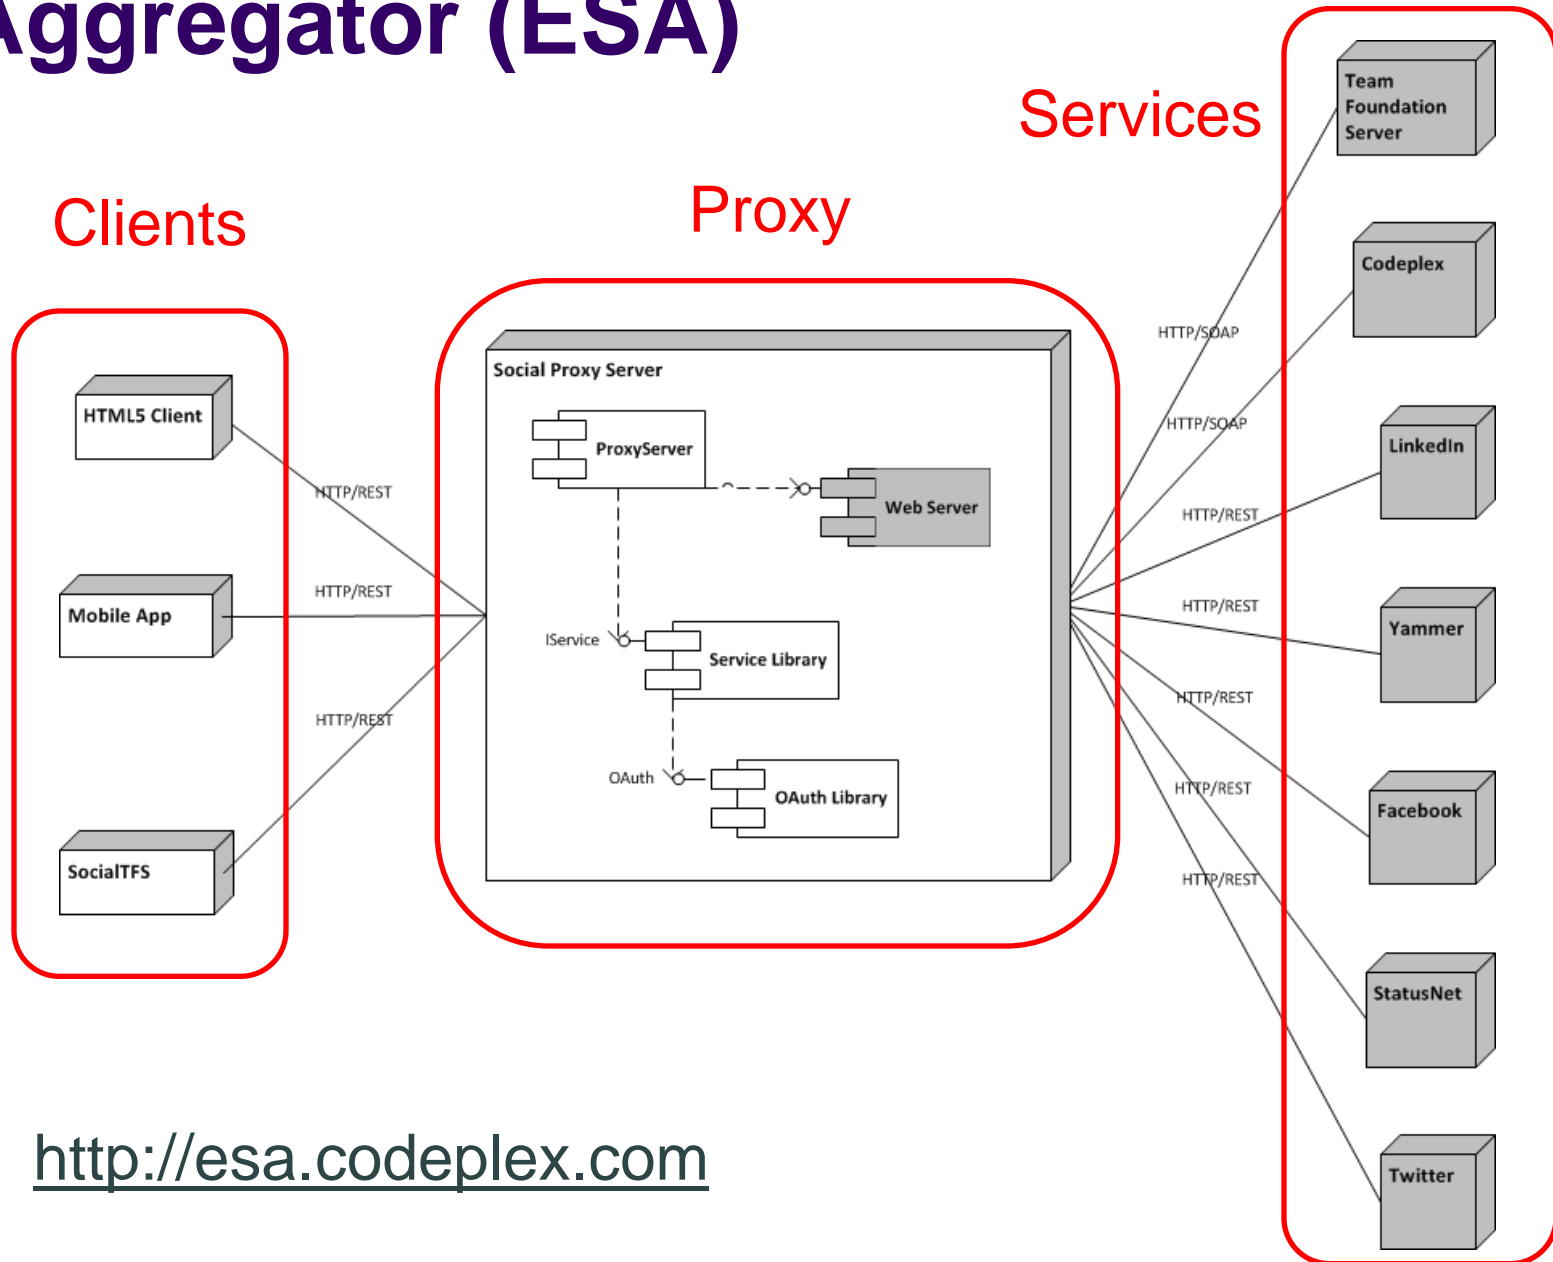 Aggregator (ESA)
Services
Proxy
Clients
Team
Foundation
Server
Codeplex
LinkedIn
Yammer
Facebook
StatusNet
Twitter
HTTP/SOAP
HTTP/SOAP
HTTP/REST
HTTP/REST
HTTP/REST
HTTP/REST
HTTP/REST
Social Proxy Server
ProxyServer
Web Server
IService
Service Library
OAuth
OAuth Library
HTML5 Client
Mobile App
SocialTFS
HTTP/REST
HTTP/REST
HTTP/REST
http://esa.codeplex.com